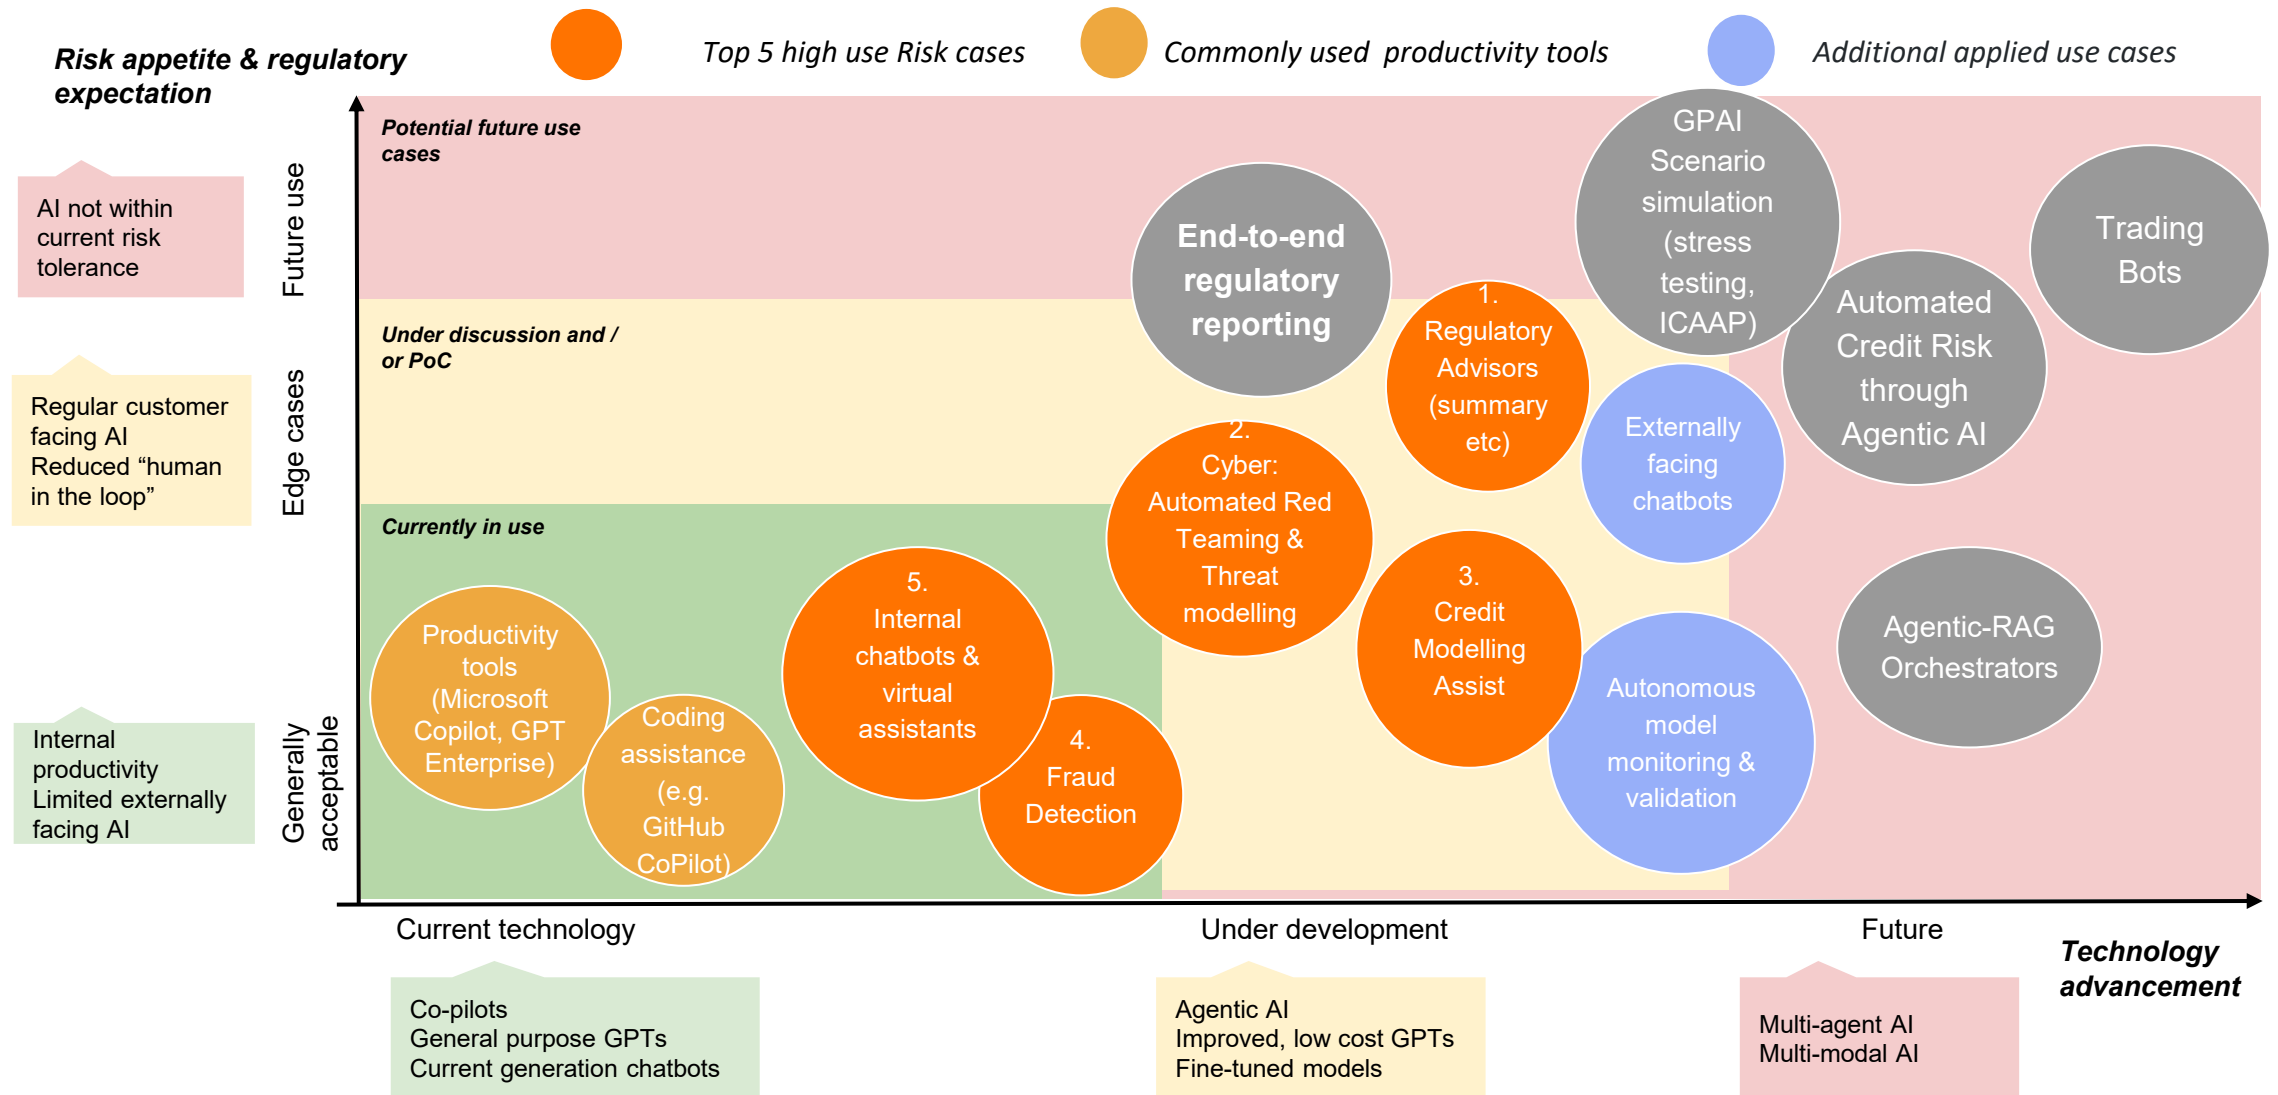 Top 5 high use Risk cases
Commonly used productivity tools
Additional applied use cases
Risk appetite & regulatory
expectation
Potential future use
cases
Under discussion and /
or PoC
Currently in use
Future use
Edge cases
Generally
acceptable
AI not within
current risk
tolerance
Regular customer
facing AI
Reduced “human
in the loop”
Internal
productivity
Limited externally
facing AI
GPAI
Scenario
simulation
(stress
testing,
ICAAP)
Trading
Bots
End-to-end
regulatory
reporting
Automated
Credit Risk
through
Agentic AI
1.
Regulatory
Advisors
(summary
etc)
Externally
facing
chatbots
2.
Cyber:
Automated Red
Teaming &
Threat
modelling
3.
Credit
Modelling
Assist
Agentic-RAG
Orchestrators
Autonomous
model
monitoring &
validation
5.
Internal
chatbots &
virtual
assistants
4.
Fraud
Detection
Productivity
tools
(Microsoft
Copilot, GPT
Enterprise)
Coding
assistance
(e.g.
GitHub
CoPilot)
Current technology
Under development
Future
Technology
advancement
Co-pilots
General purpose GPTs
Current generation chatbots
Agentic AI
Improved, low cost GPTs
Fine-tuned models
Multi-agent AI
Multi-modal AI